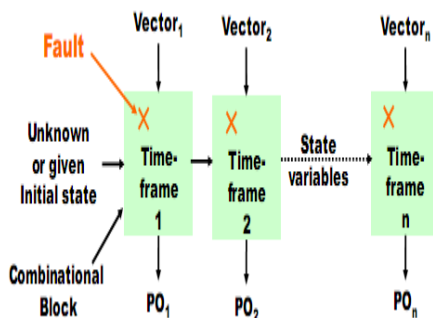 Vector1
Vector2
Vectorn
Fault
X
X
X
Unknown
or given
Initial state
Time-
frame
1
Time-
frame
2
State
variables
Time-
frame
n
Combinational
Block
PO1
PO2
POn